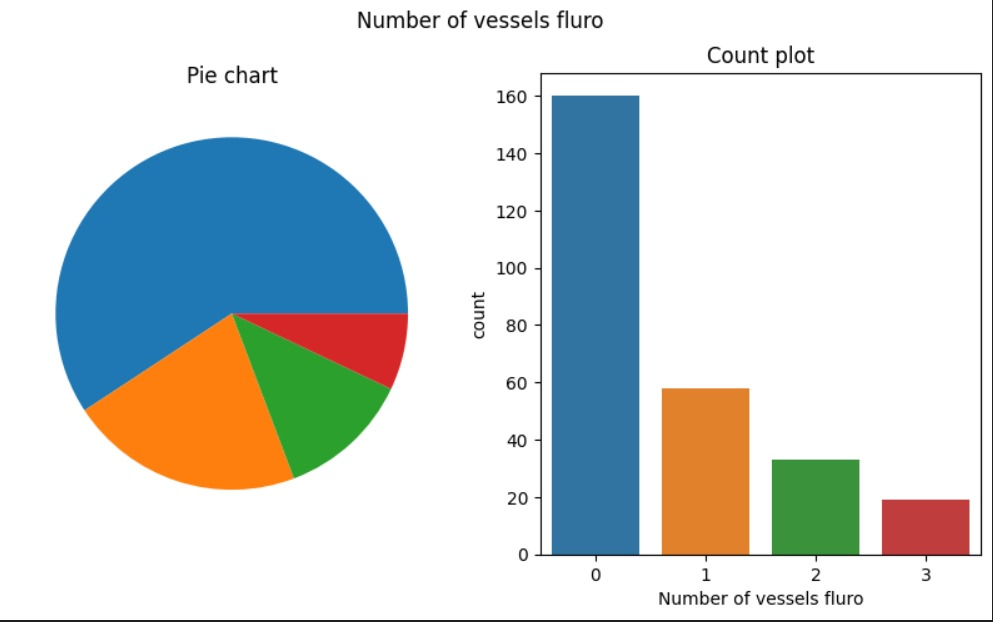 Number of vessels fluro
Pie chart
Count plot
160
140
120
100
80
60
40
20
0
count
0 1 2 3
Number of vessels fluro